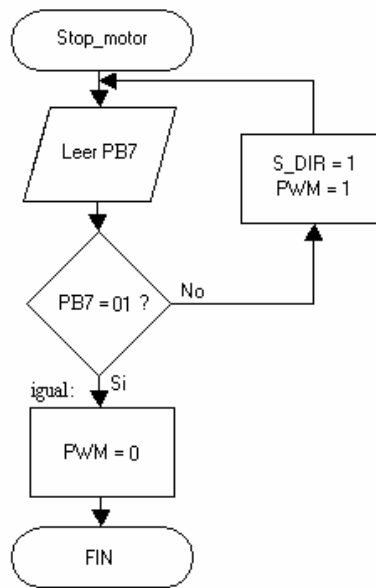 Stop_motor
Leer PB7
S_DIR = 1
PWM = 1
PB7 = 01 ?
No
Si
igual:
PWM = 0
FIN